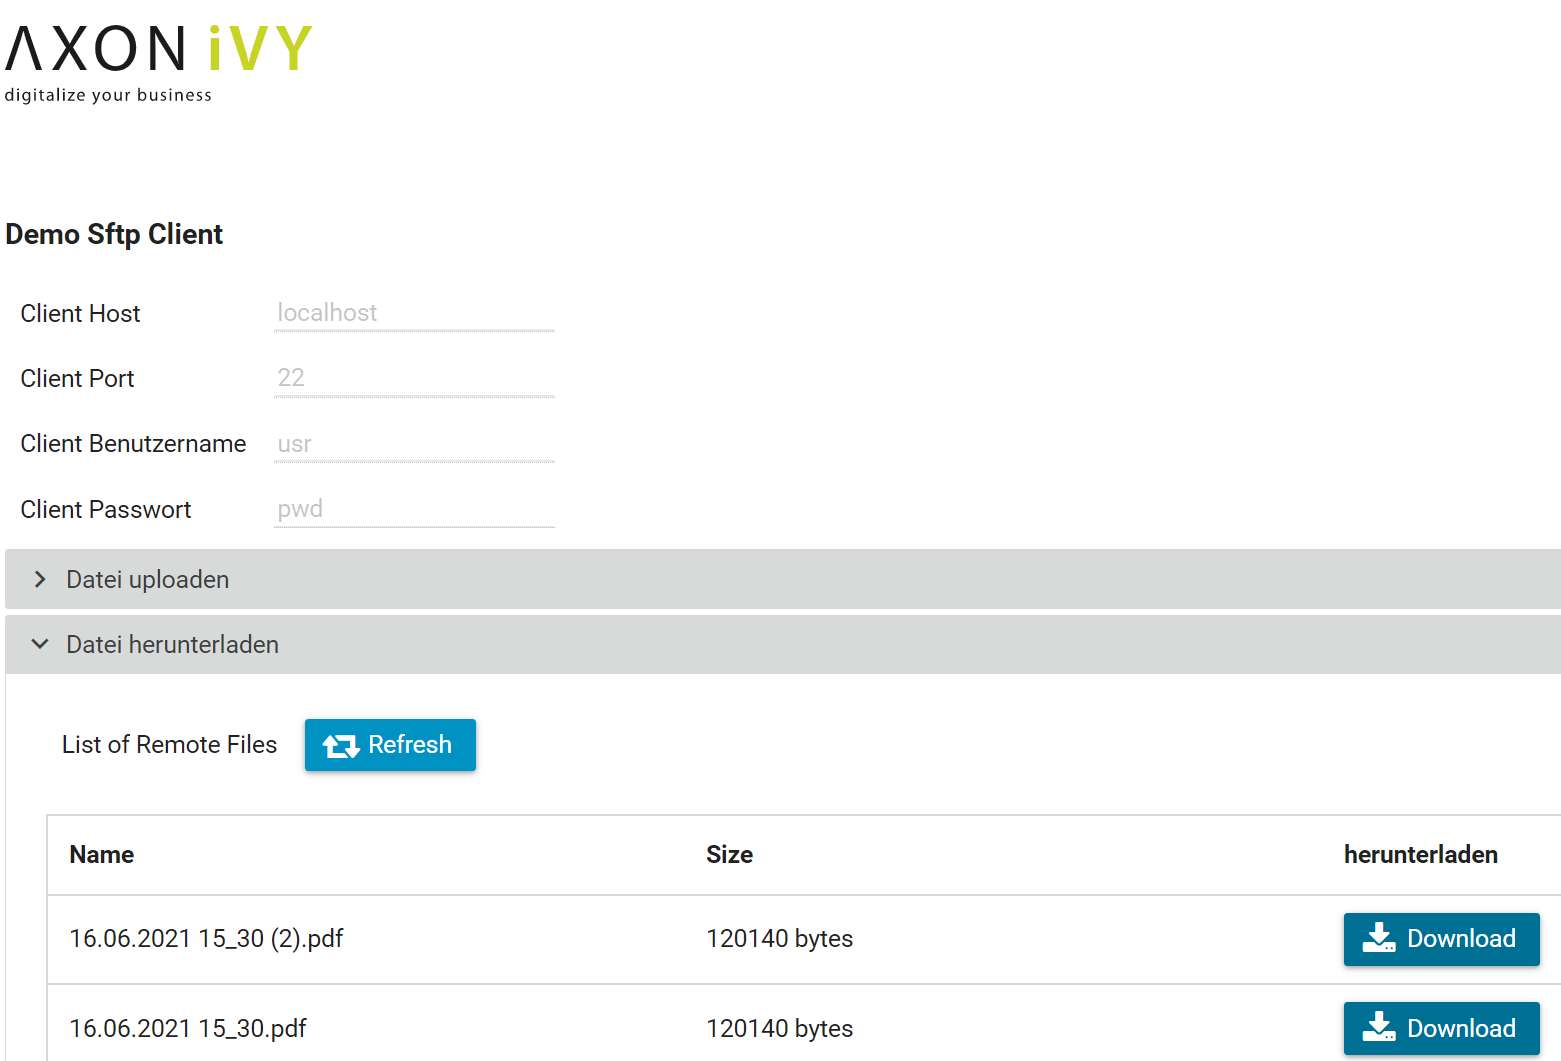 AXON iVY
digitalize your business
Demo Sftp Client
Client Host localhost
Client Port 22
Client Benutzername usr
Client Passwort pwd
Datei uploaden
Datei herunterladen
List of Remote Files Refresh
Name Size herunterladen
16.06.2021 15_30 (2).pdf 120140 bytes Download
16.06.2021 15_30.pdf 120140 bytes Download